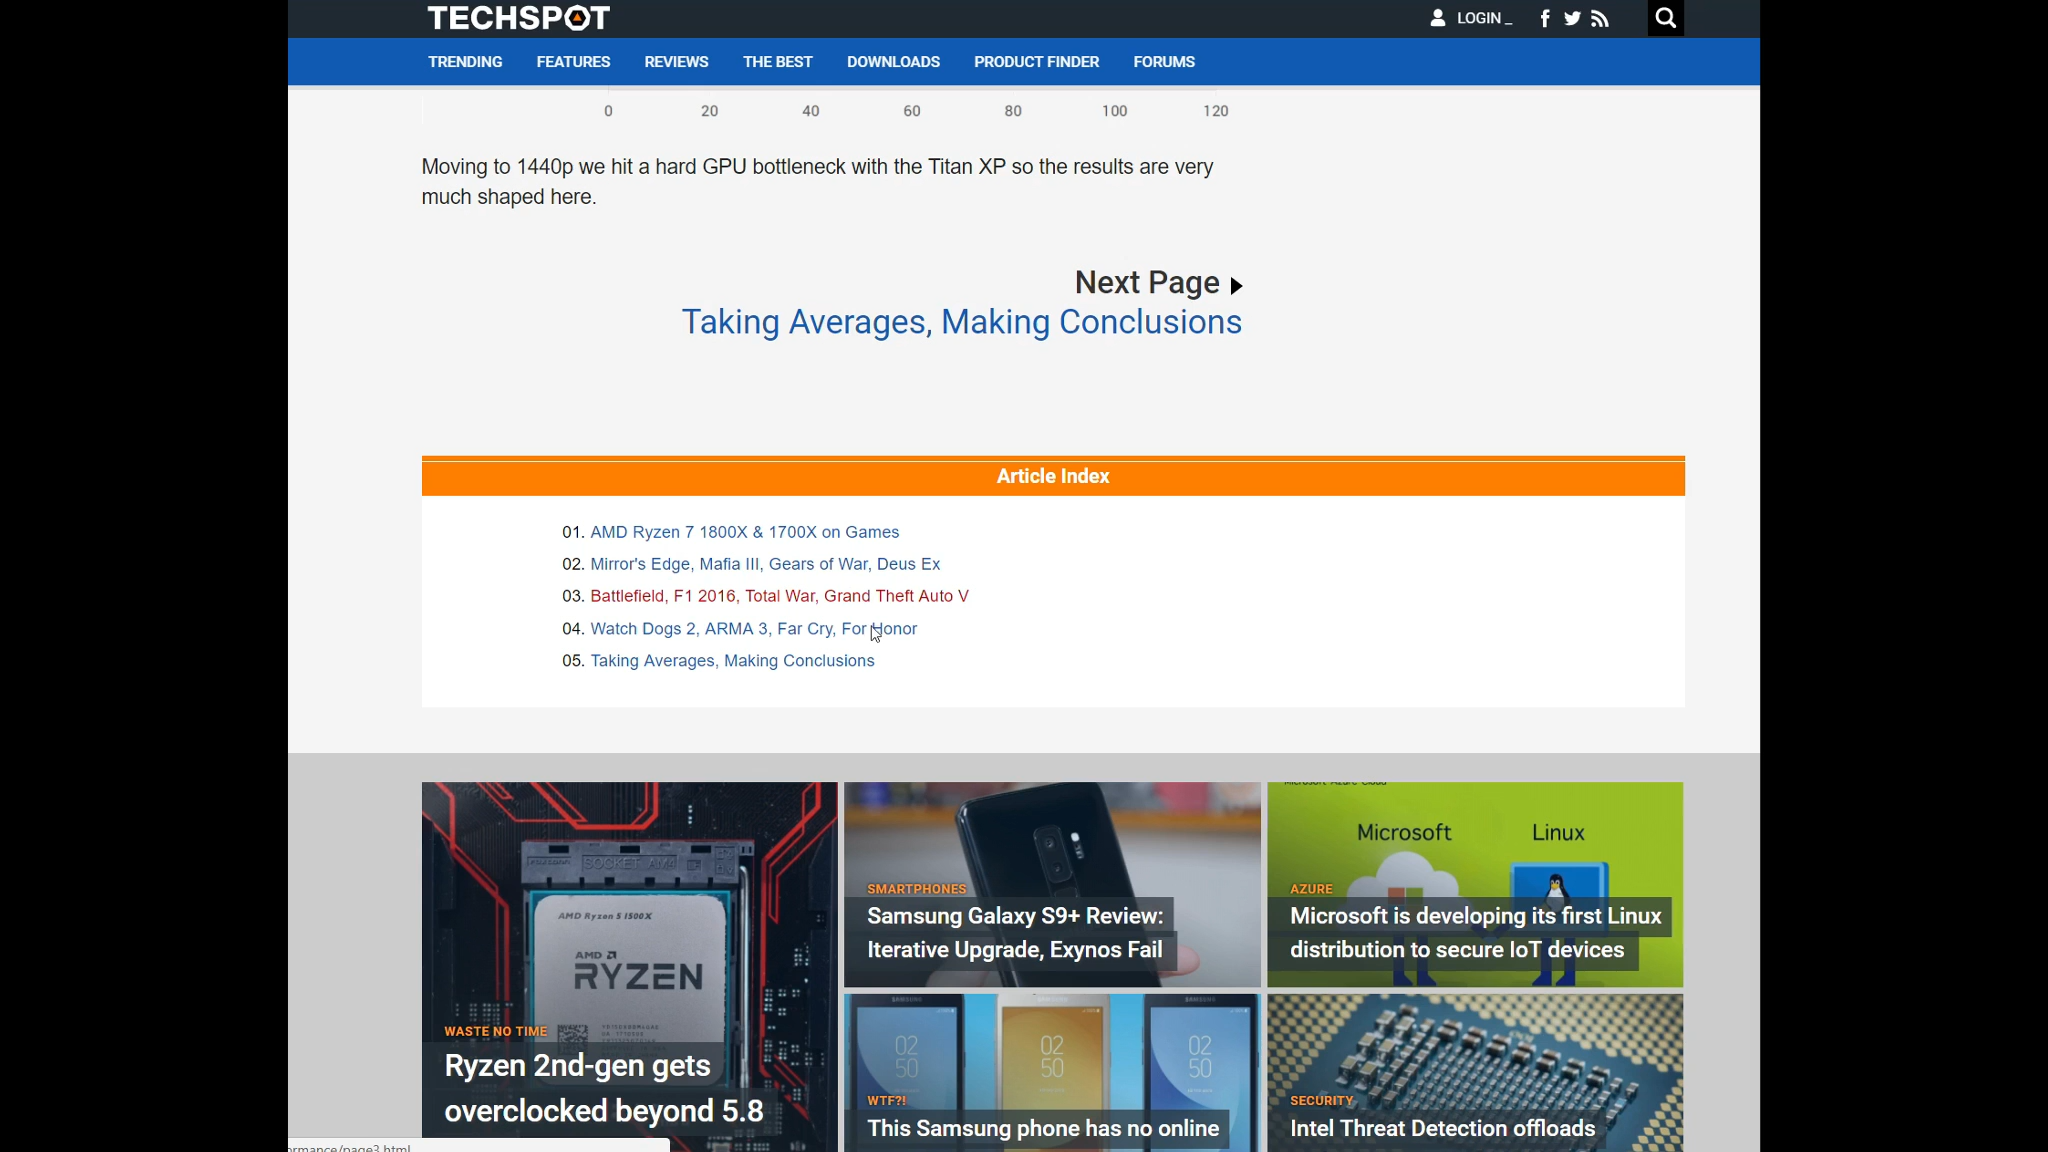 TECHSPOT
LOGIN _
TRENDING FEATURES REVIEWS THE BEST DOWNLOADS PRODUCT FINDER FORUMS
0 20 40 60 80 100 120
Moving to 1440p we hit a hard GPU bottleneck with the Titan XP so the results are very
much shaped here.
Next Page
Taking Averages, Making Conclusions
Article Index
01. AMD Ryzen 7 1800X & 1700X on Games
02. Mirror's Edge, Mafia III, Gears of War, Deus Ex
03. Battlefield, F1 2016, Total War, Grand Theft Auto V
04. Watch Dogs 2, ARMA 3, Far Cry, For Honor
05. Taking Averages, Making Conclusions
SOCKET AM4
AMD Ryzen 5 1500X
AMD
RYZEN
WASTE NO TIME
Ryzen 2nd-gen gets
overclocked beyond 5.8
SMARTPHONES
Samsung Galaxy S9+ Review:
Iterative Upgrade, Exynos Fail
Microsoft Linux
AZURE
Microsoft is developing its first Linux
distribution to secure IoT devices
SAMSUNG SAMSUNG SAMSUNG
02 02 02
50 50 50
WTF?!
This Samsung phone has no online
SECURITY
Intel Threat Detection offloads
ormance/page3.html